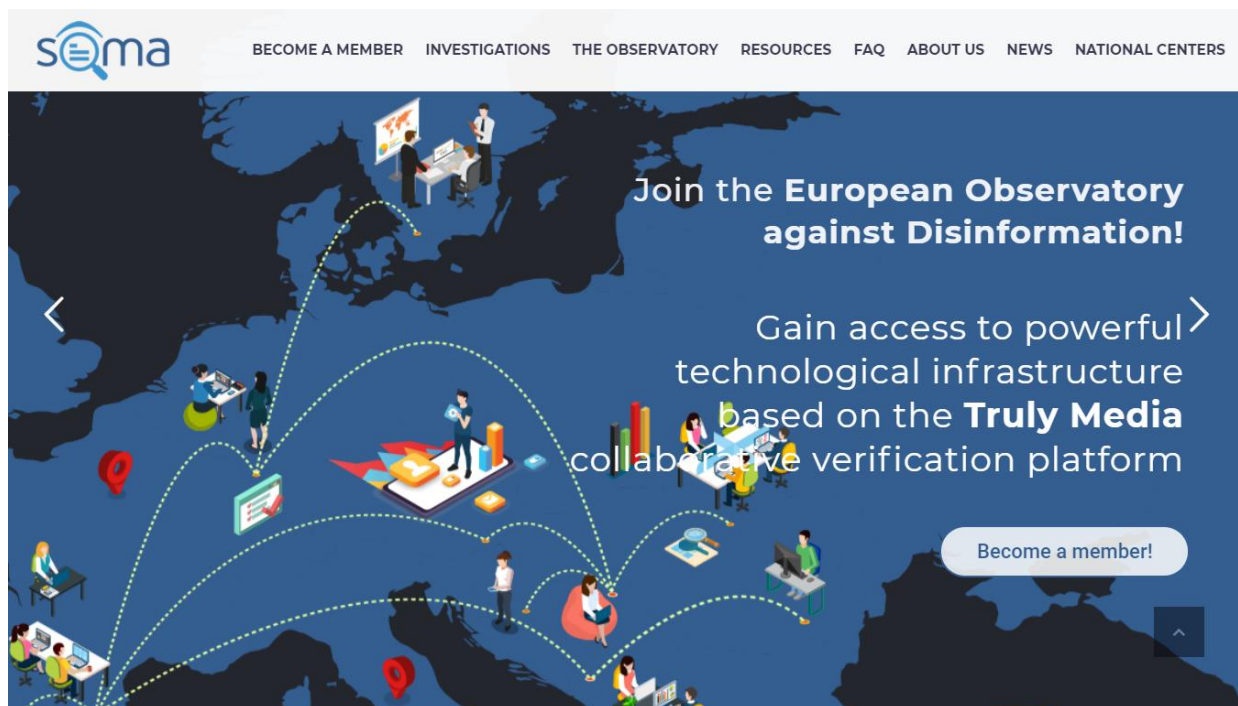 soma
BECOME A MEMBER INVESTIGATIONS THE OBSERVATORY RESOURCES FAQ ABOUT US NEWS NATIONAL CENTERS
Join the European Observatory
against Disinformation!
Gain access to powerful
technological infrastructure
based on the Truly Media
collaborative verification platform
Become a member!